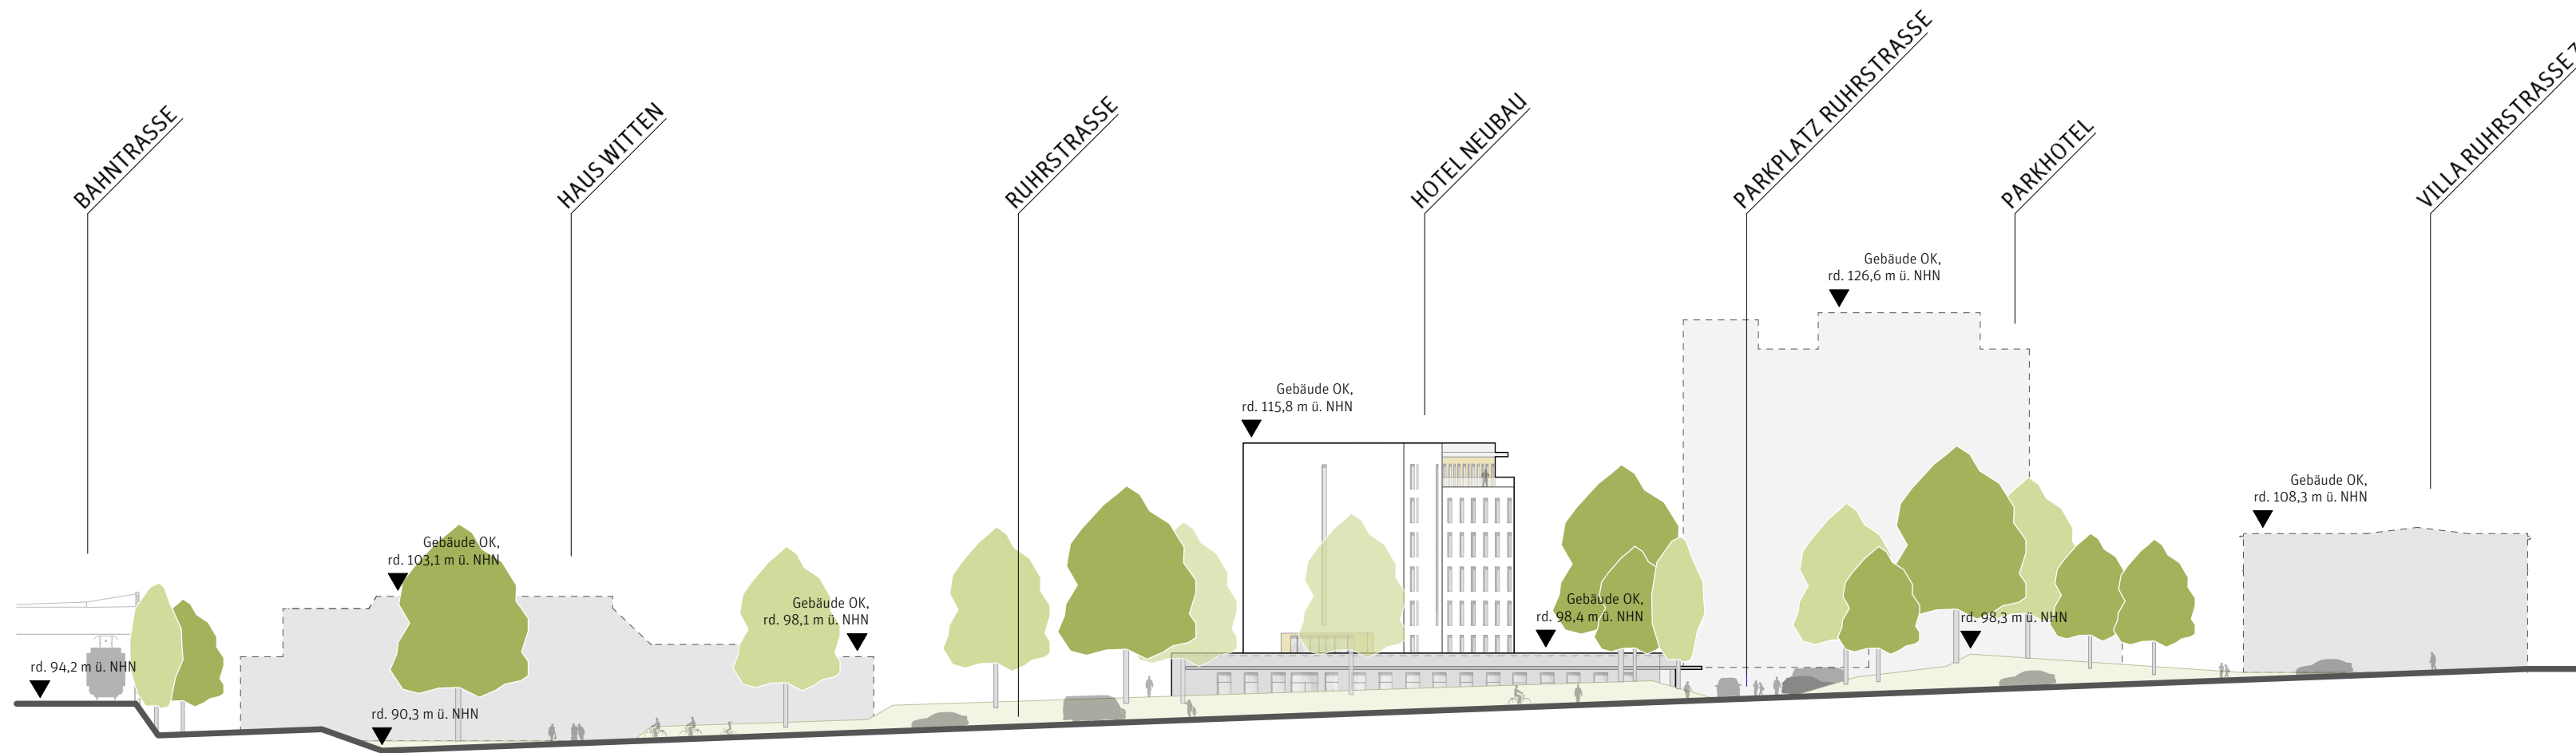 BAHNTRASSE
HAUS WITTEN
RUHRSTRASSE
HOTEL NEUBAU
PARKPLATZ RUHRSTRASSE
PARKHOTEL
VILLA RUHRSTRASSE
Gebäude OK,
rd. 126,6 m ü. NHN
Gebäude OK,
rd. 115,8 m ü. NHN
Gebäude OK,
rd. 108,3 m ü. NHN
Gebäude OK,
rd. 103,1 m ü. NHN
Gebäude OK,
rd. 98,1 m ü. NHN
Gebäude OK,
rd. 98,4 m ü. NHN
rd. 98,3 m ü. NHN
rd. 94,2 m ü. NHN
rd. 90,3 m ü. NHN